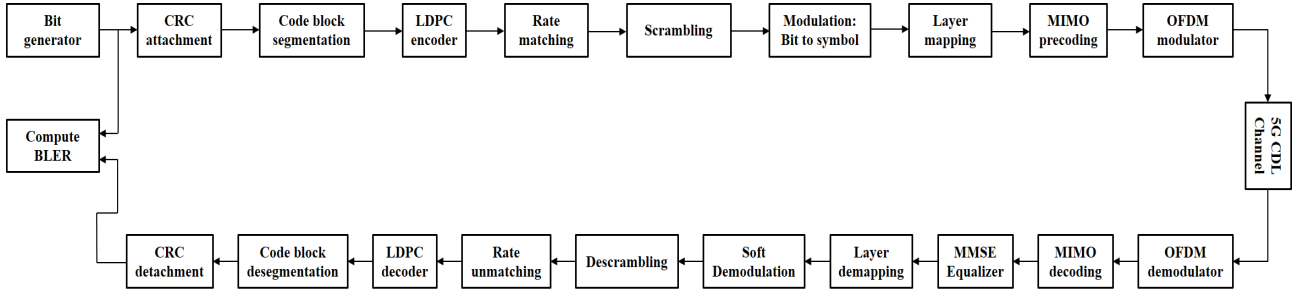 Bit
generator
CRC
attachment
Code block
segmentation
LDPC
encoder
Rate
matching
Scrambling
Modulation:
Bit to symbol
Layer
mapping
MIMO
precoding
OFDM
modulator
5G CDL
Channel
Compute
BLER
CRC
detachment
Code block
desegmentation
LDPC
decoder
Rate
unmatching
Descrambling
Soft
Demodulation
Layer
demapping
MMSE
Equalizer
MIMO
decoding
OFDM
demodulator